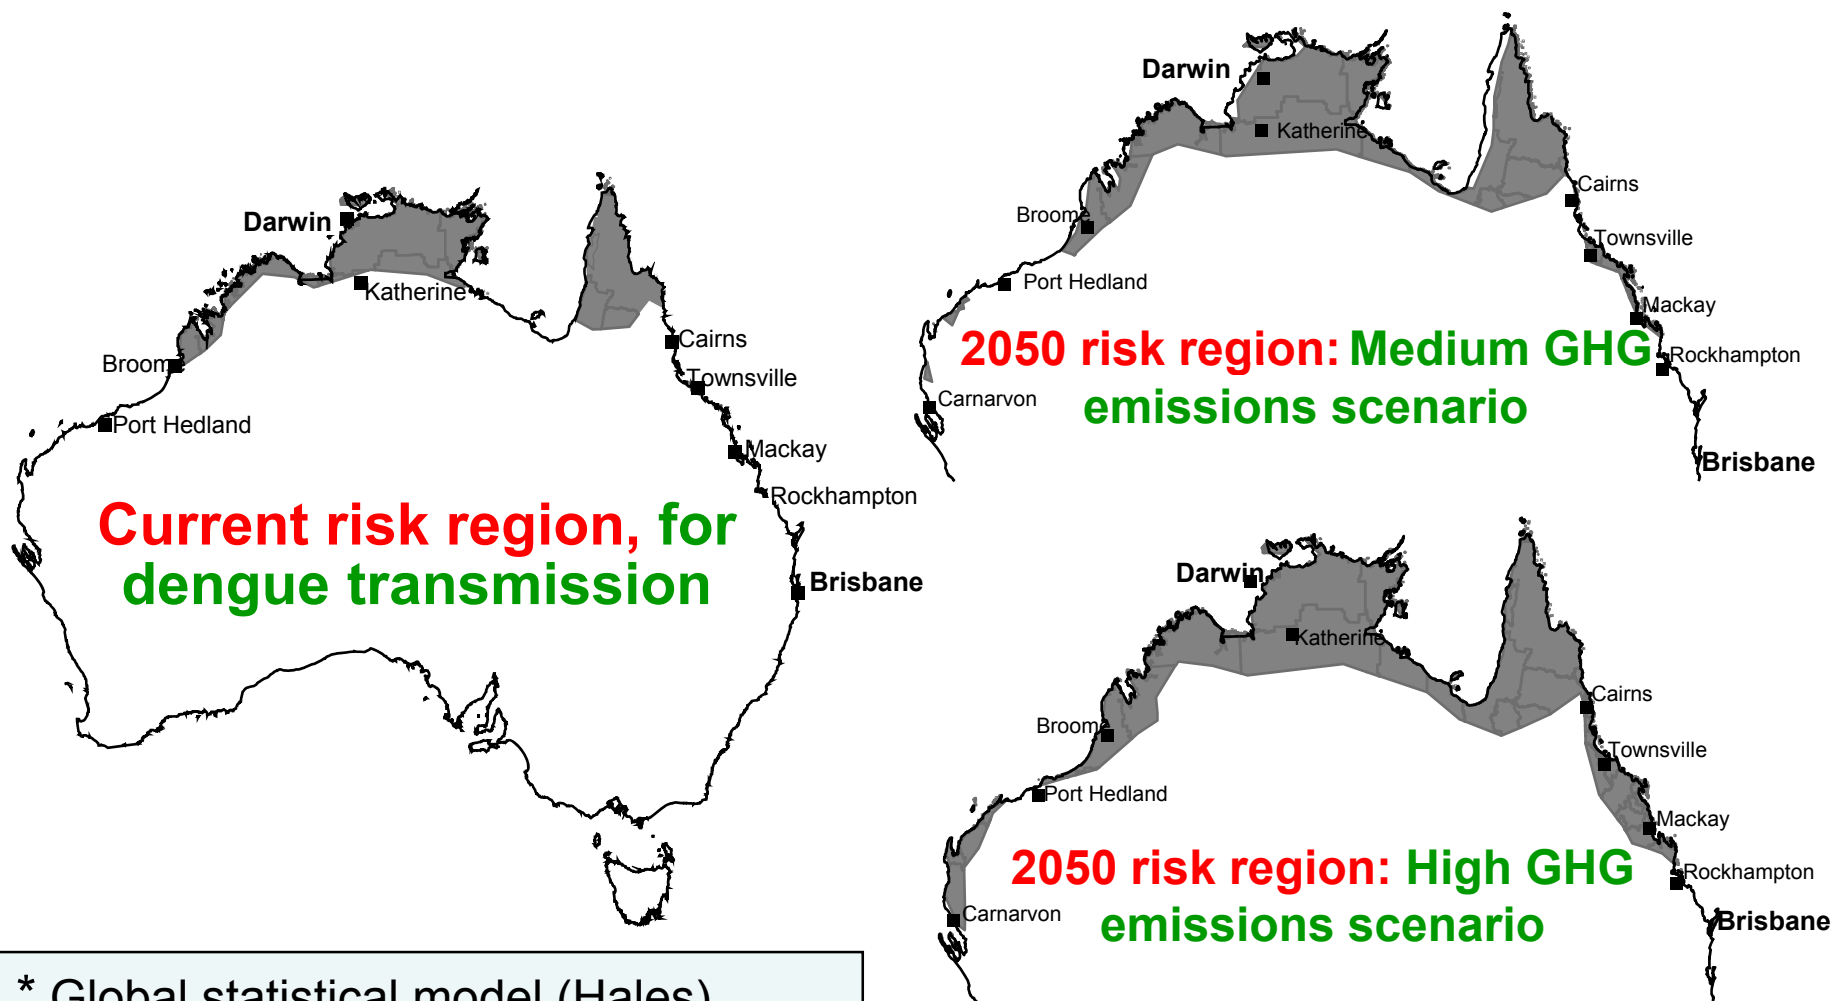 Darwin
Katherine
Broome
Port Hedland
Cairns
Townsville
Mackay
Rockhampton
Brisbane
Current risk region, for
dengue transmission
* Global statistical model (Hales)
Darwin
Katherine
Broome
Port Hedland
Carnarvon
Cairns
Townsville
Mackay
Rockhampton
Brisbane
2050 risk region: Medium GHG
emissions scenario
Darwin
Katherine
Broome
Port Hedland
Carnarvon
Cairns
Townsville
Mackay
Rockhampton
Brisbane
2050 risk region: High GHG
emissions scenario